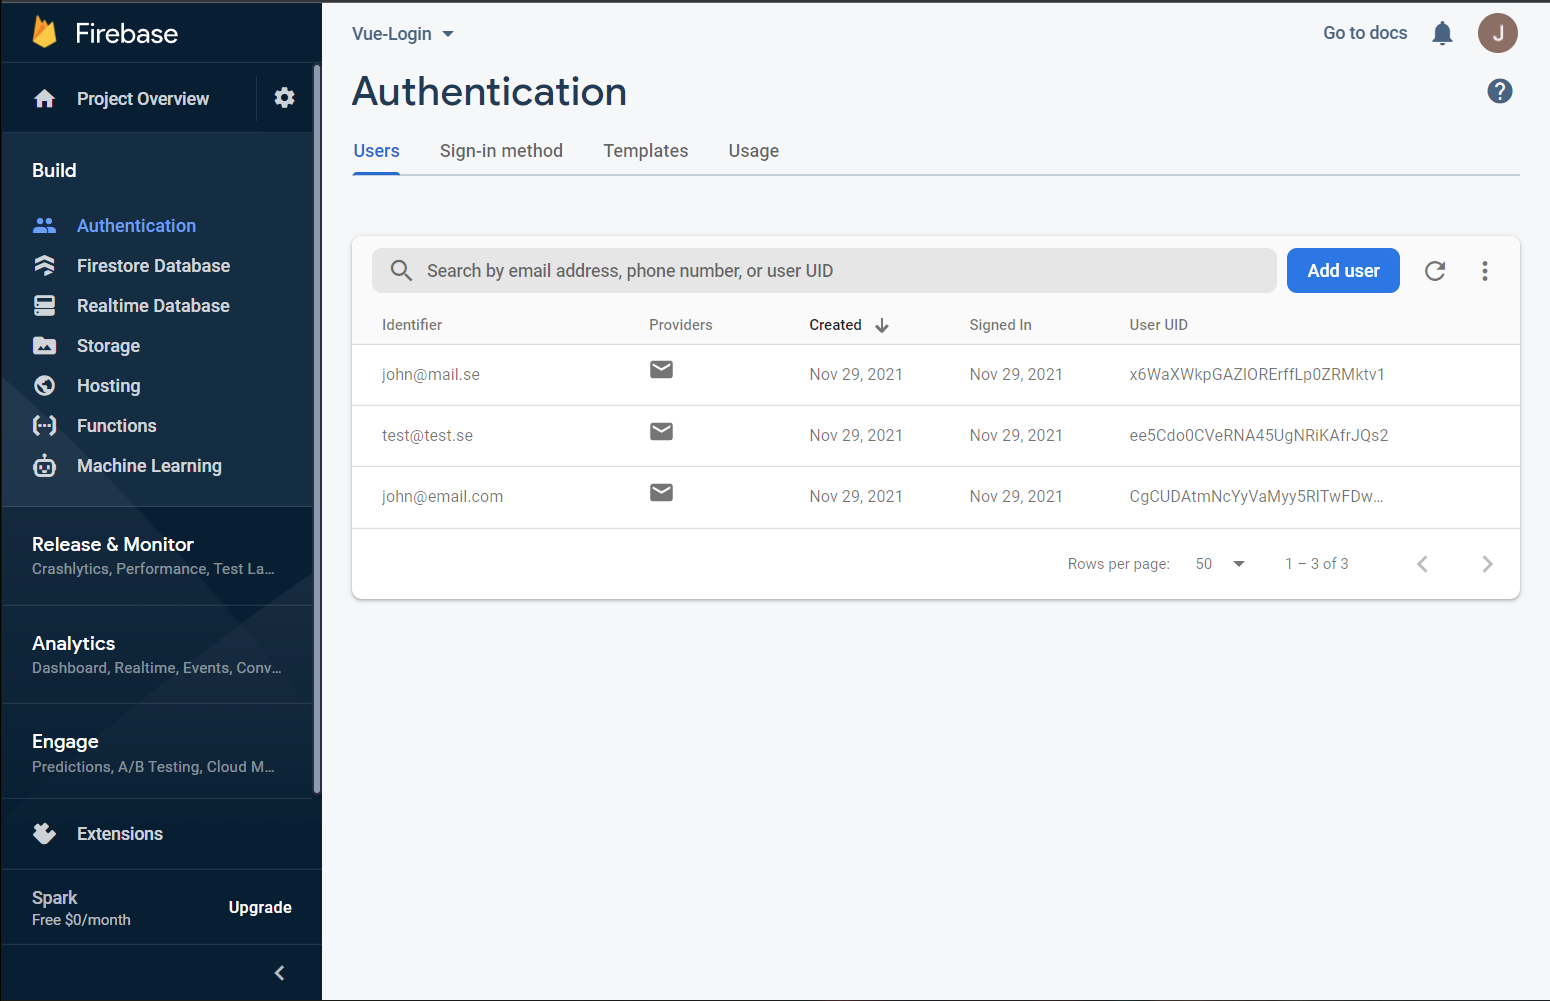 Firebase
Project Overview
Build
Authentication
Firestore Database
Realtime Database
Storage
Hosting
Functions
Machine Learning
Release & Monitor
Crashlytics, Performance, Test La...
Analytics
Dashboard, Realtime, Events, Conv...
Engage
Predictions, A/B Testing, Cloud M...
Extensions
Spark
Free $0/month
Upgrade
Vue-Login
Go to docs
J
Authentication
?
Users Sign-in method Templates Usage
Search by email address, phone number, or user UID
Add user
Identifier Providers Created Signed In User UID
john@mail.se Nov 29, 2021 Nov 29, 2021 x6WaXWkpGAZIORErffLp0ZRMktv1
test@test.se Nov 29, 2021 Nov 29, 2021 ee5Cdo0CVeRNA45UgNRiKAfrJQs2
john@email.com Nov 29, 2021 Nov 29, 2021 CgCUDAtmNcYyVaMyy5RlTwFDw...
Rows per page: 50 1 – 3 of 3